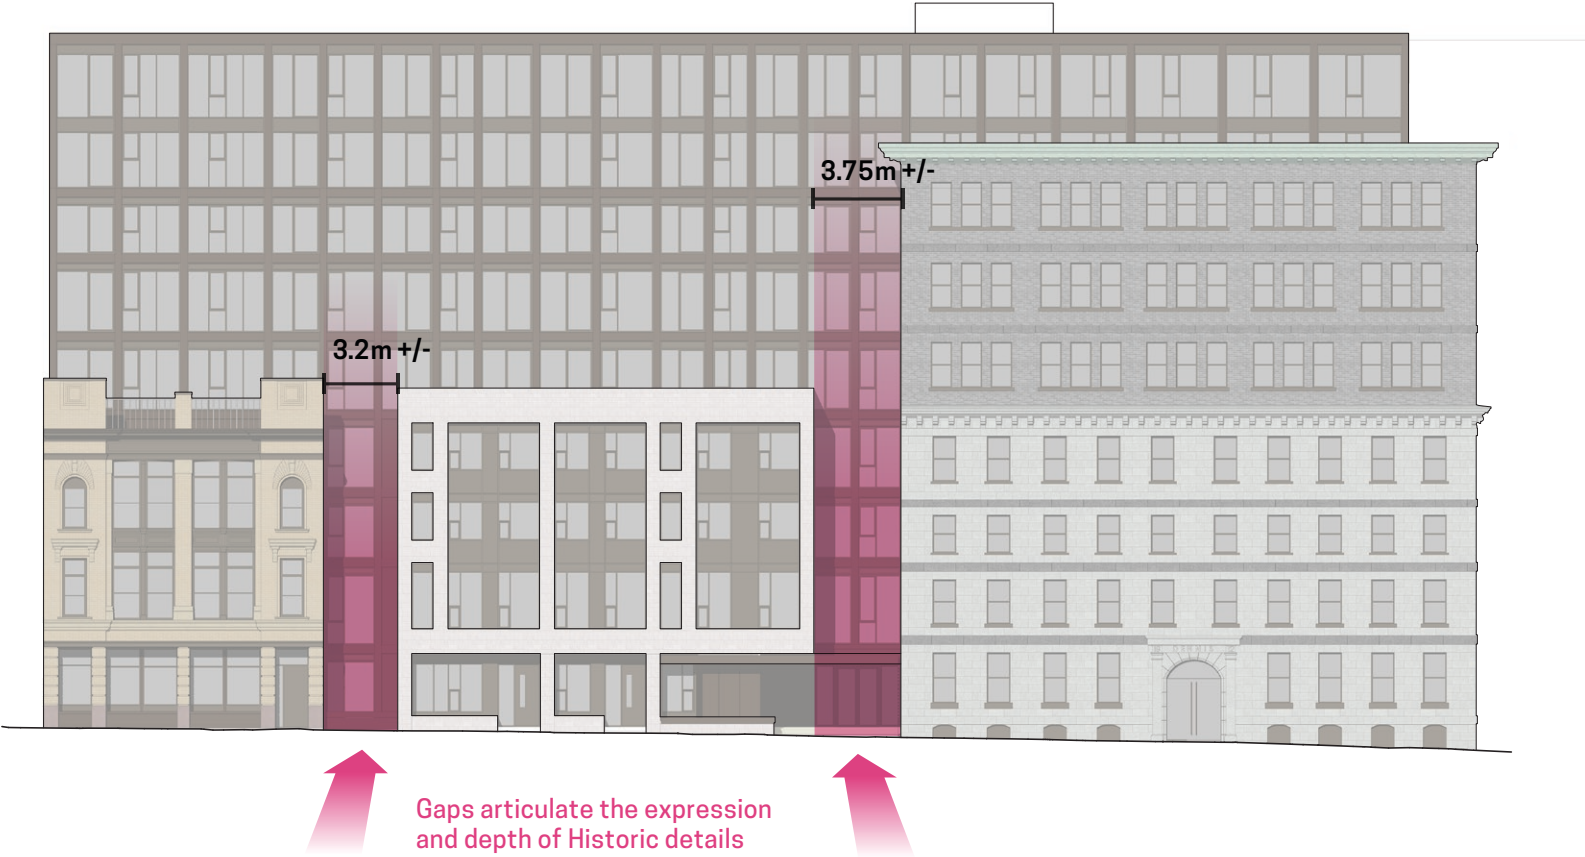 3.75m +/-
3.2m +/-
Gaps articulate the expression
and depth of Historic details